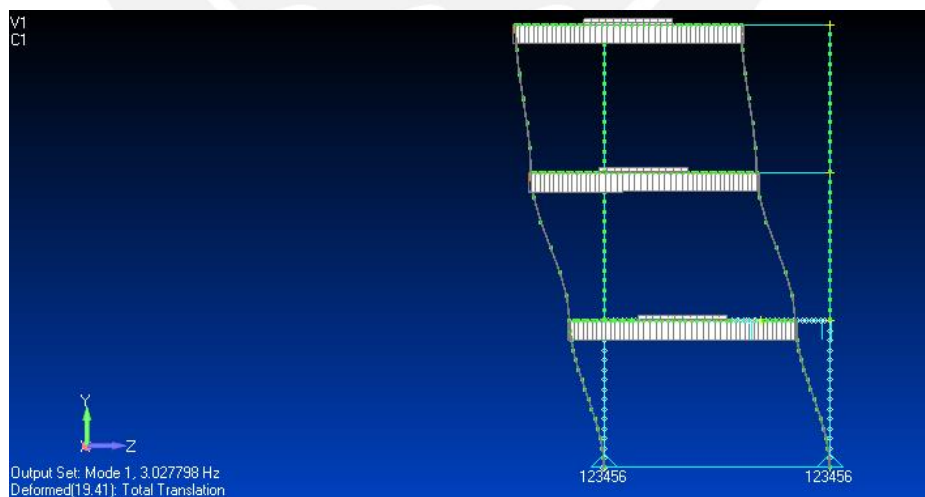 V1
C1
Y
X Z
123456 123456
Output Set: Mode 1, 3.027798 Hz
Deformed(19.41): Total Translation